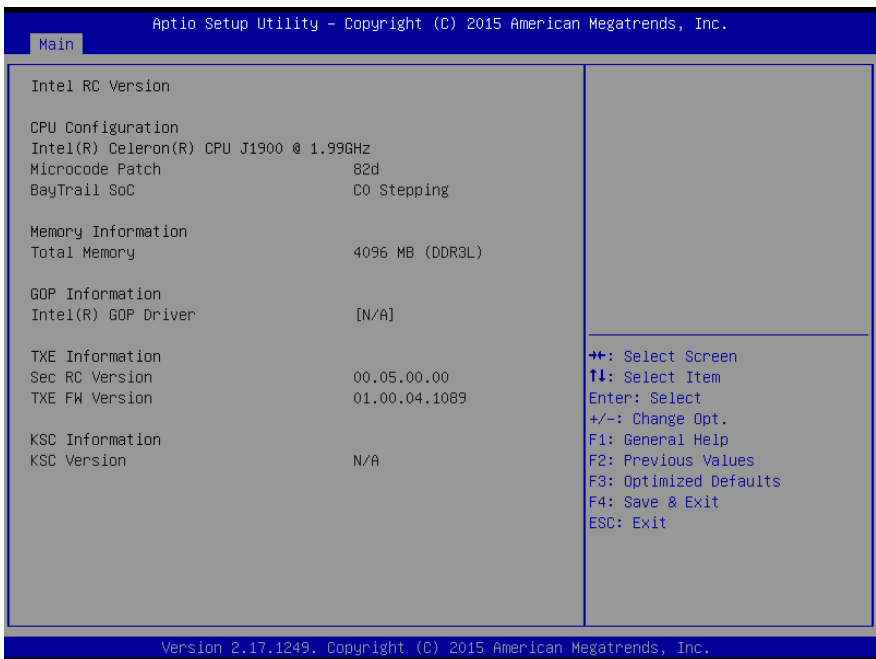 Aptio Setup Utility – Copyright (C) 2015 American Megatrends, Inc.
Main
Intel RC Version
CPU Configuration
Intel(R) Celeron(R) CPU J1900 @ 1.99GHz
Microcode Patch 82d
BayTrail SoC C0 Stepping
Memory Information
Total Memory 4096 MB (DDR3L)
GOP Information
Intel(R) GOP Driver [N/A]
TXE Information
Sec RC Version 00.05.00.00
TXE FW Version 01.00.04.1089
KSC Information
KSC Version N/A
→←: Select Screen
↑↓: Select Item
Enter: Select
+/-: Change Opt.
F1: General Help
F2: Previous Values
F3: Optimized Defaults
F4: Save & Exit
ESC: Exit
Version 2.17.1249. Copyright (C) 2015 American Megatrends, Inc.